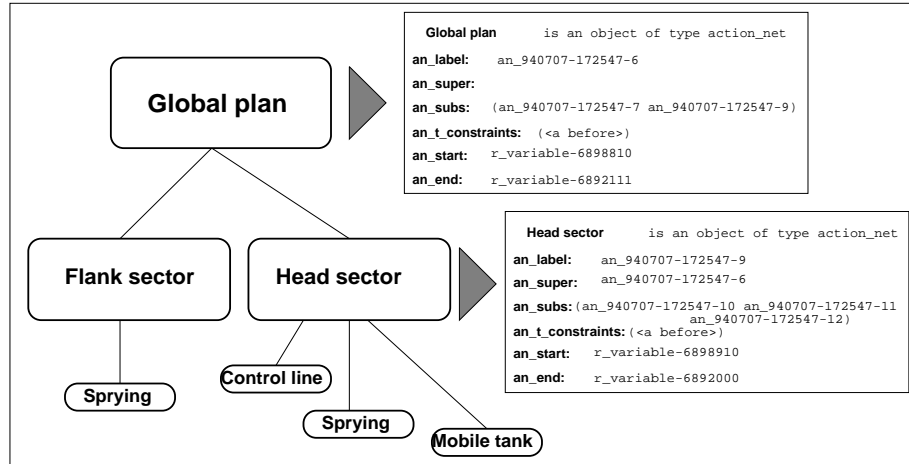 Global plan is an object of type action_net
an_label: an_940707-172547-6
an_super:
an_subs: (an_940707-172547-7 an_940707-172547-9)
an_t_constraints: (<a before>)
an_start: r_variable-6898810
an_end: r_variable-6892111
Global plan
Head sector is an object of type action_net
an_label: an_940707-172547-9
an_super: an_940707-172547-6
an_subs: (an_940707-172547-10 an_940707-172547-11
an_940707-172547-12)
an_t_constraints: (<a before>)
an_start: r_variable-6898910
an_end: r_variable-6892000
Flank sector
Head sector
Control line
Sprying
Sprying
Mobile tank